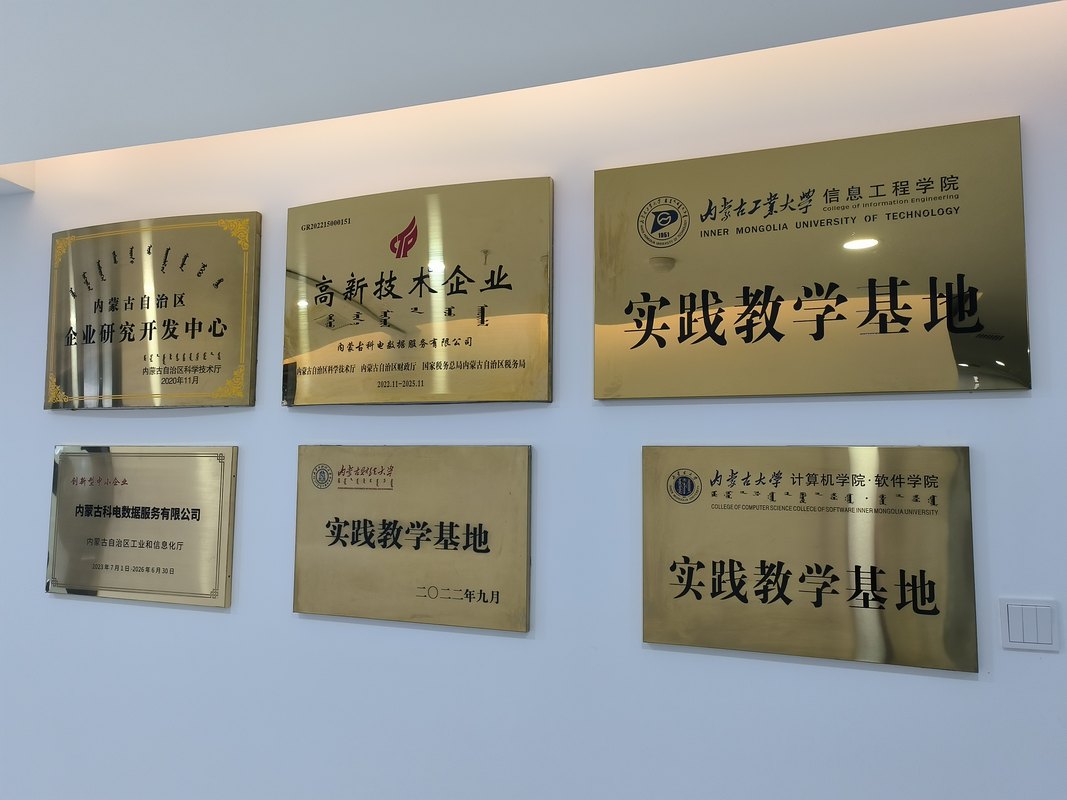 内蒙古自治区
企业研究开发中心
内蒙古自治区科学技术厅
2020年11月
GR202215000151
高新技术企业
内蒙古科电数据服务有限公司
内蒙古自治区科学技术厅 内蒙古自治区财政厅 国家税务总局内蒙古自治区税务局
2022.11-2025.11
内蒙古工业大学 信息工程学院
College of Information Engineering
INNER MONGOLIA UNIVERSITY OF TECHNOLOGY
1951
实践教学基地
创新型中小企业
内蒙古科电数据服务有限公司
内蒙古自治区工业和信息化厅
2023年7月1日-2026年6月30日
内蒙古财经大学
实践教学基地
二〇二二年九月
内蒙古大学 计算机学院·软件学院
COLLEGE OF COMPUTER SCIENCE COLLECE OF SOFTWARE INNER MONGOLIA UNIVERSITY
实践教学基地